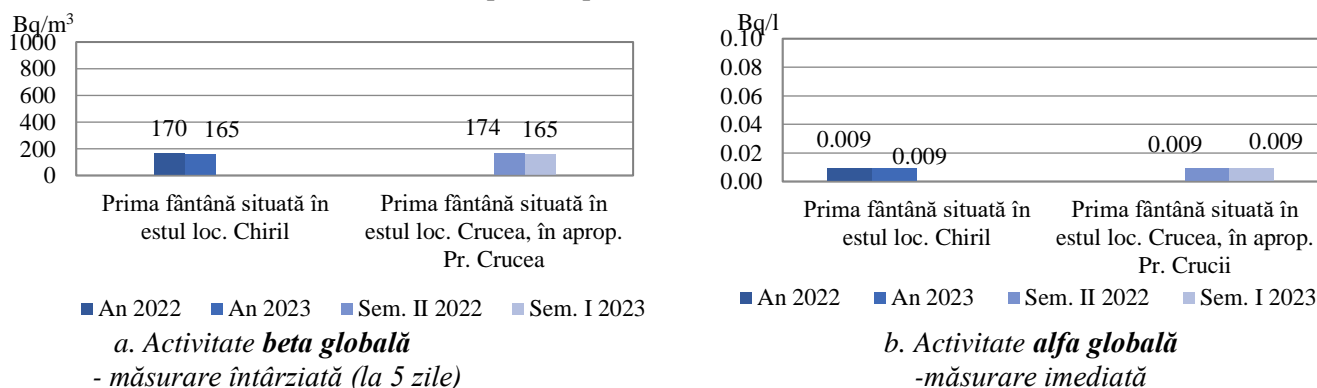 Bq/m³
1000
800
600
400
200
0
170 165
174 165
Prima fântână situată în
estul loc. Chiril
Prima fântână situată în
estul loc. Crucea, în aprop.
Pr. Crucea
An 2022 An 2023 Sem. II 2022 Sem. I 2023
a. Activitate beta globală
- măsurare întârziată (la 5 zile)
Bq/l
0.10
0.08
0.06
0.04
0.02
0.00
0.009
0.009
0.009
0.009
Prima fântână situată în
estul loc. Chiril
Prima fântână situată în
estul loc. Crucea, în aprop.
Pr. Crucii
An 2022 An 2023 Sem. II 2022 Sem. I 2023
b. Activitate alfa globală
-măsurare imediată